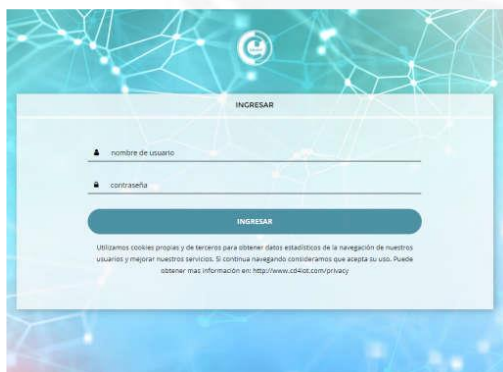 INGRESAR
nombre de usuario
contraseña
INGRESAR
Utilizamos cookies propias y de terceros para obtener datos estadísticos de la navegación de nuestros
usuarios y mejorar nuestros servicios. Si continua navegando consideramos que acepta su uso. Puede
obtener mas información en: http://www.cd4iot.com/privacy